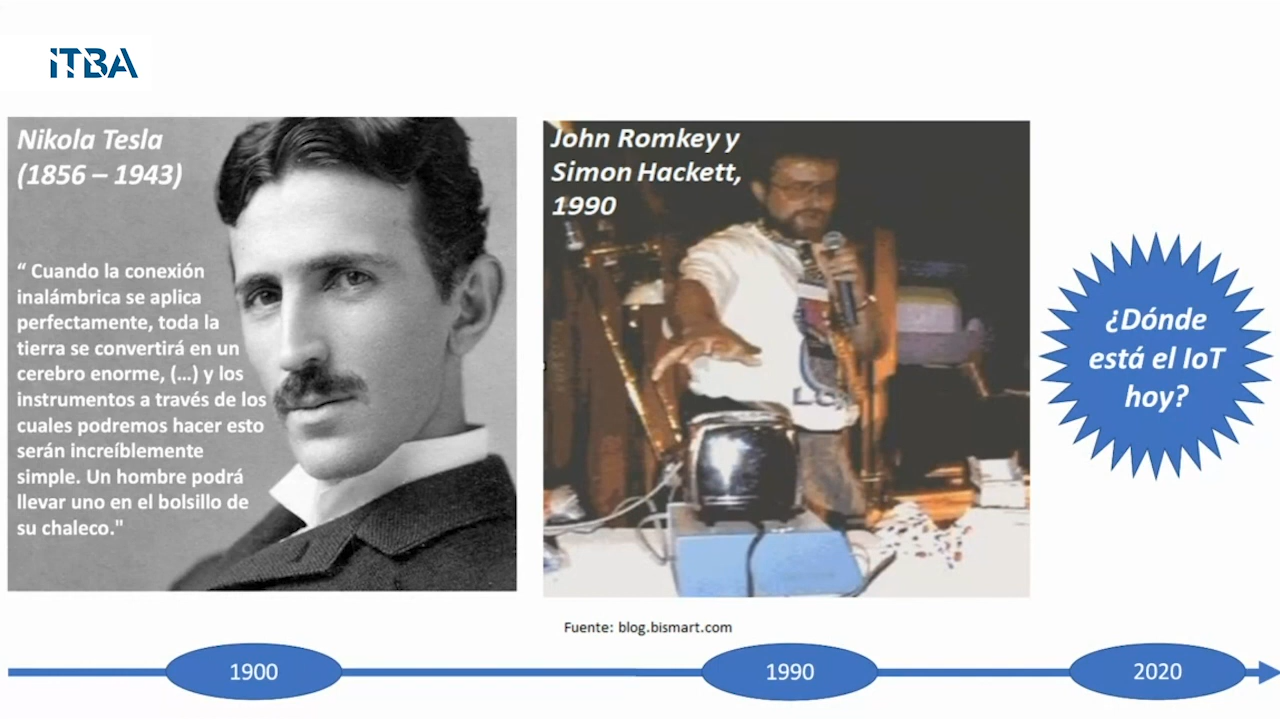 ITBA
Nikola Tesla
(1856 – 1943)
“ Cuando la conexión
inalámbrica se aplica
perfectamente, toda la
tierra se convertirá en un
cerebro enorme, (…) y los
instrumentos a través de los
cuales podremos hacer esto
serán increíblemente
simple. Un hombre podrá
llevar uno en el bolsillo de
su chaleco."
John Romkey y
Simon Hackett,
1990
¿Dónde
está el IoT
hoy?
Fuente: blog.bismart.com
1900
1990
2020